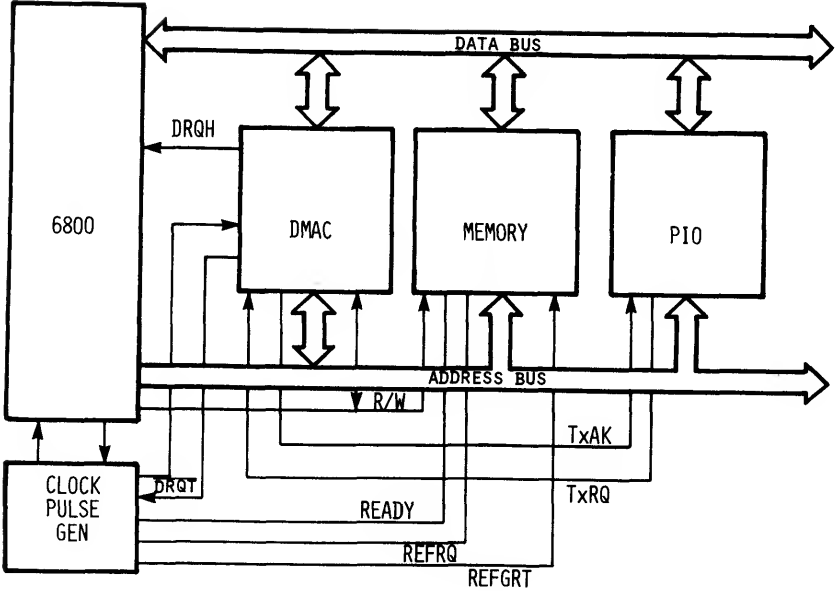 DATA BUS
DRQH
6800
DMAC
MEMORY
PIO
ADDRESS BUS
R/W
TxAK
DRQT
TxRQ
CLOCK
PULSE
GEN
READY
REFRQ
REFGRT